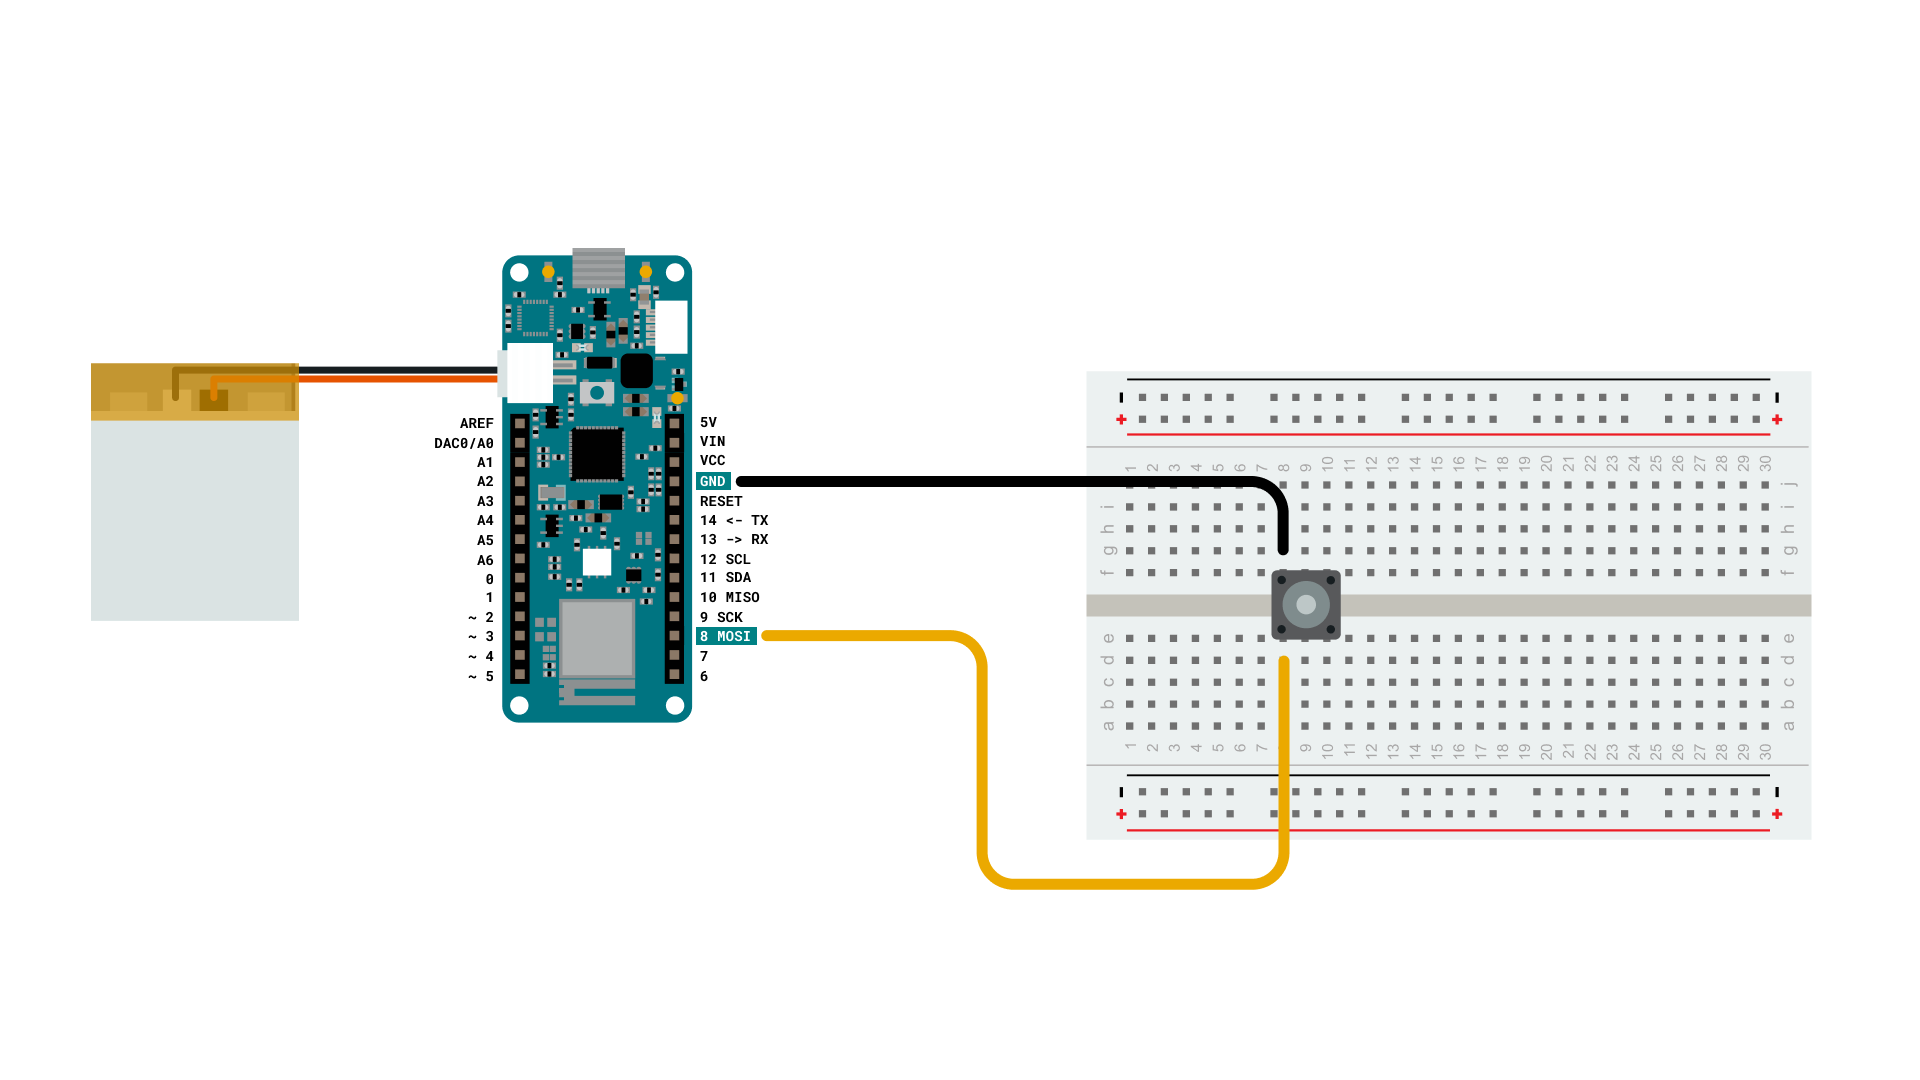 AREF
DAC0/A0
A1
A2
A3
A4
A5
A6
0
1
~ 2
~ 3
~ 4
~ 5
5V
VIN
VCC
GND
RESET
14 <- TX
13 -> RX
12 SCL
11 SDA
10 MISO
9 SCK
8 MOSI
7
6
+ +
1 2 3 4 5 6 7 8 9 10 11 12 13 14 15 16 17 18 19 20 21 22 23 24 25 26 27 28 29 30
j
i i
h h
g g
f f
e e
d d
c c
b b
a a
1 2 3 4 5 6 7 9 10 11 12 13 14 15 16 17 18 19 20 21 22 23 24 25 26 27 28 29 30
+ +